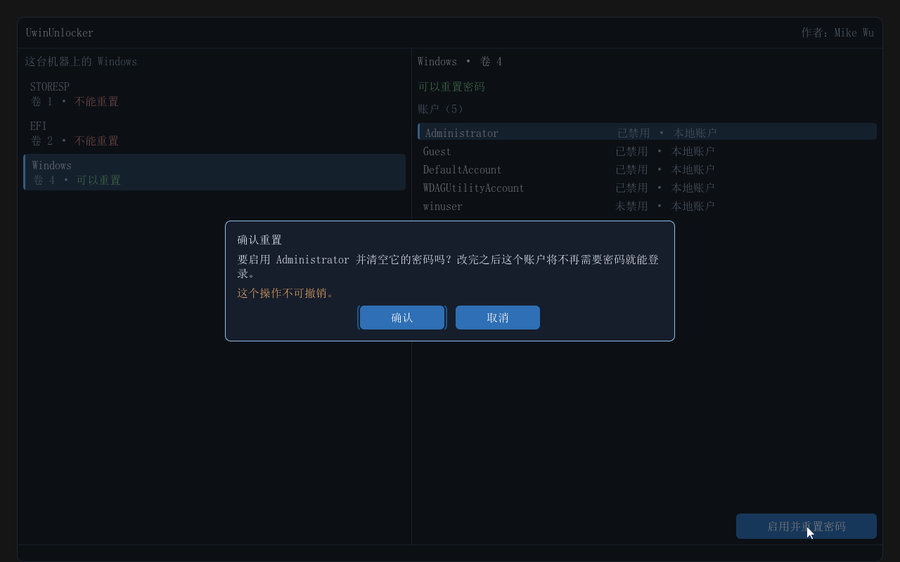 UwinUnlocker
作者: Mike Wu
这台机器上的 Windows
STORESP
卷 1 • 不能重置
EFI
卷 2 • 不能重置
Windows
卷 4 • 可以重置
Windows • 卷 4
可以重置密码
账户（5）
Administrator 已禁用 • 本地账户
Guest 已禁用 • 本地账户
DefaultAccount 已禁用 • 本地账户
WDAGUtilityAccount 已禁用 • 本地账户
winuser 未禁用 • 本地账户
确认重置
要启用 Administrator 并清空它的密码吗？改完之后这个账户将不再需要密码就能登
录。
这个操作不可撤销。
确认
取消
启用并重置密码